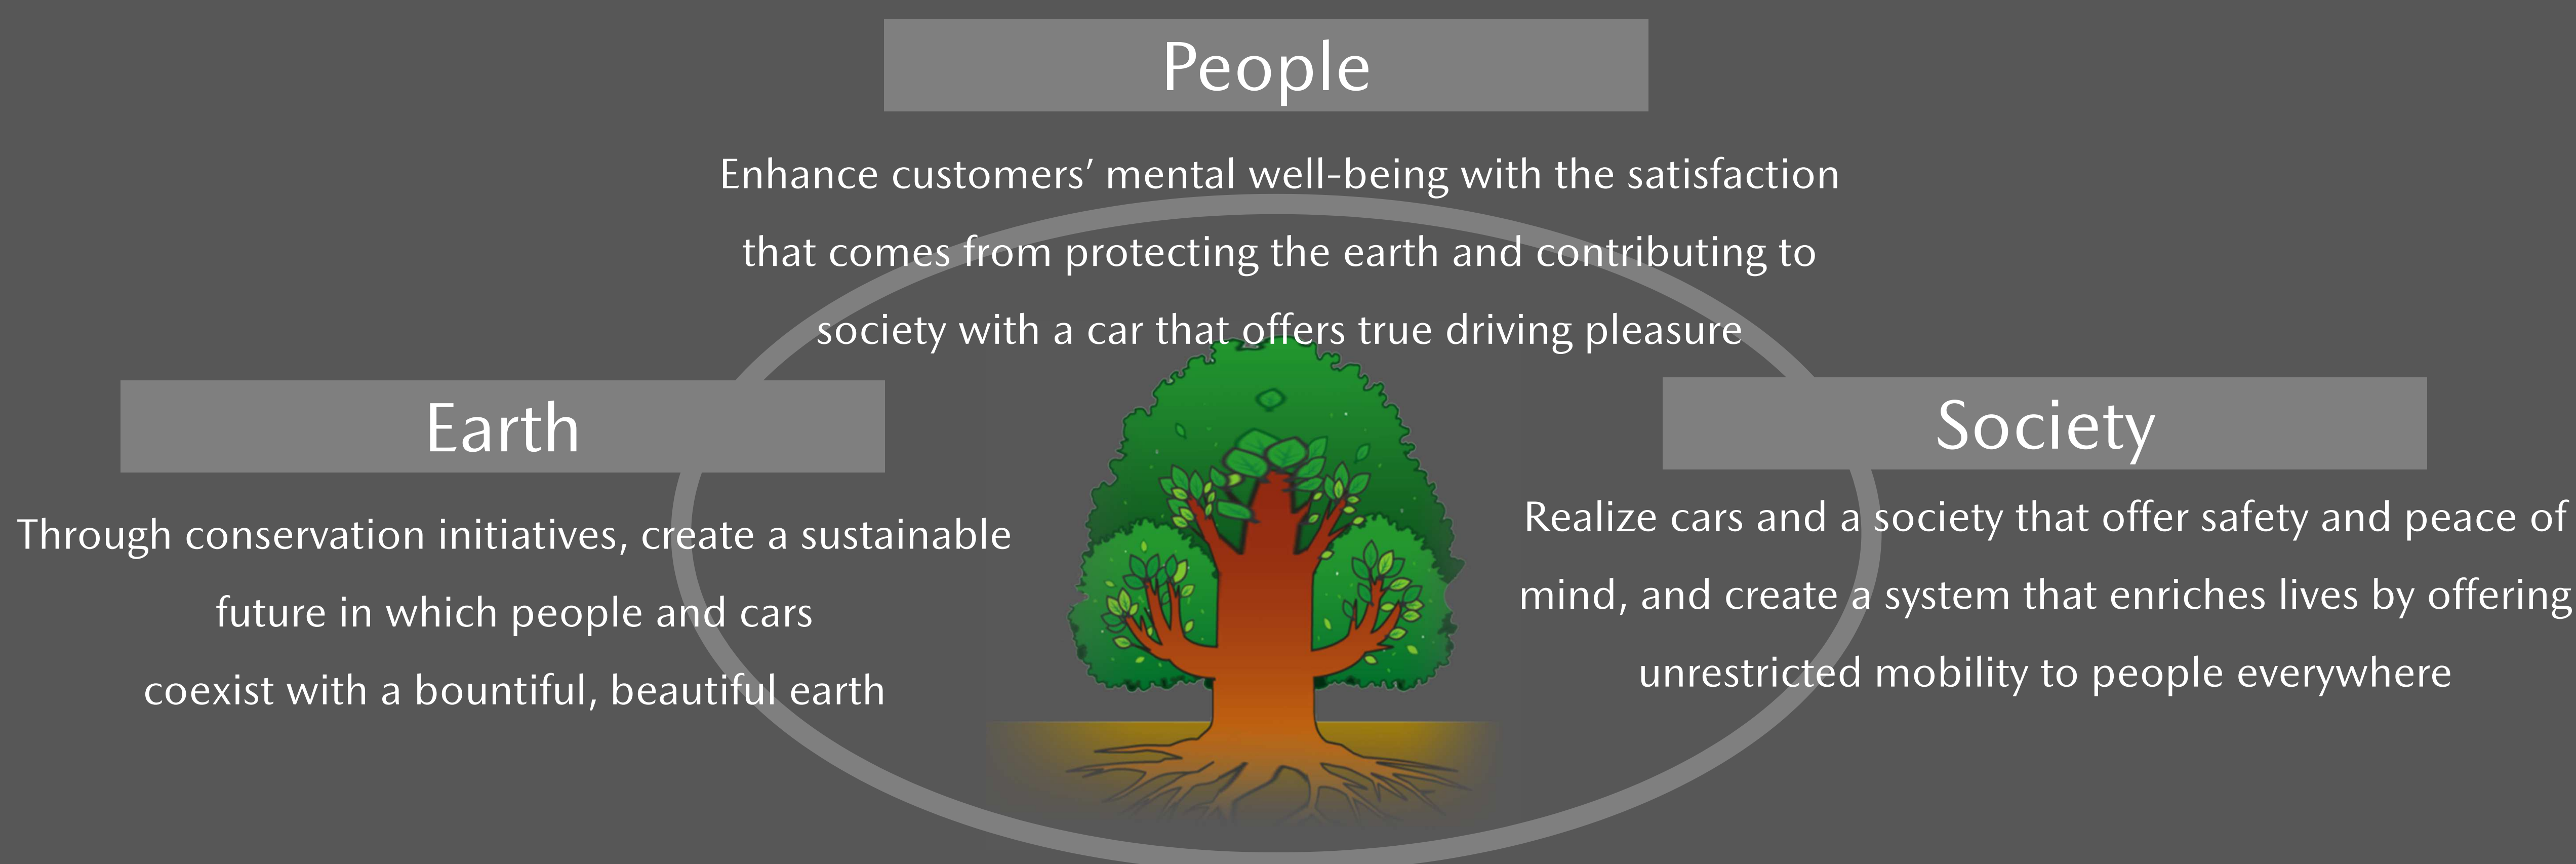 People
Enhance customers’ mental well-being with the satisfaction
that comes from protecting the earth and contributing to
society with a car that offers true driving pleasure
Earth
Through conservation initiatives, create a sustainable
future in which people and cars
coexist with a bountiful, beautiful earth
Society
Realize cars and a society that offer safety and peace of
mind, and create a system that enriches lives by offering
unrestricted mobility to people everywhere